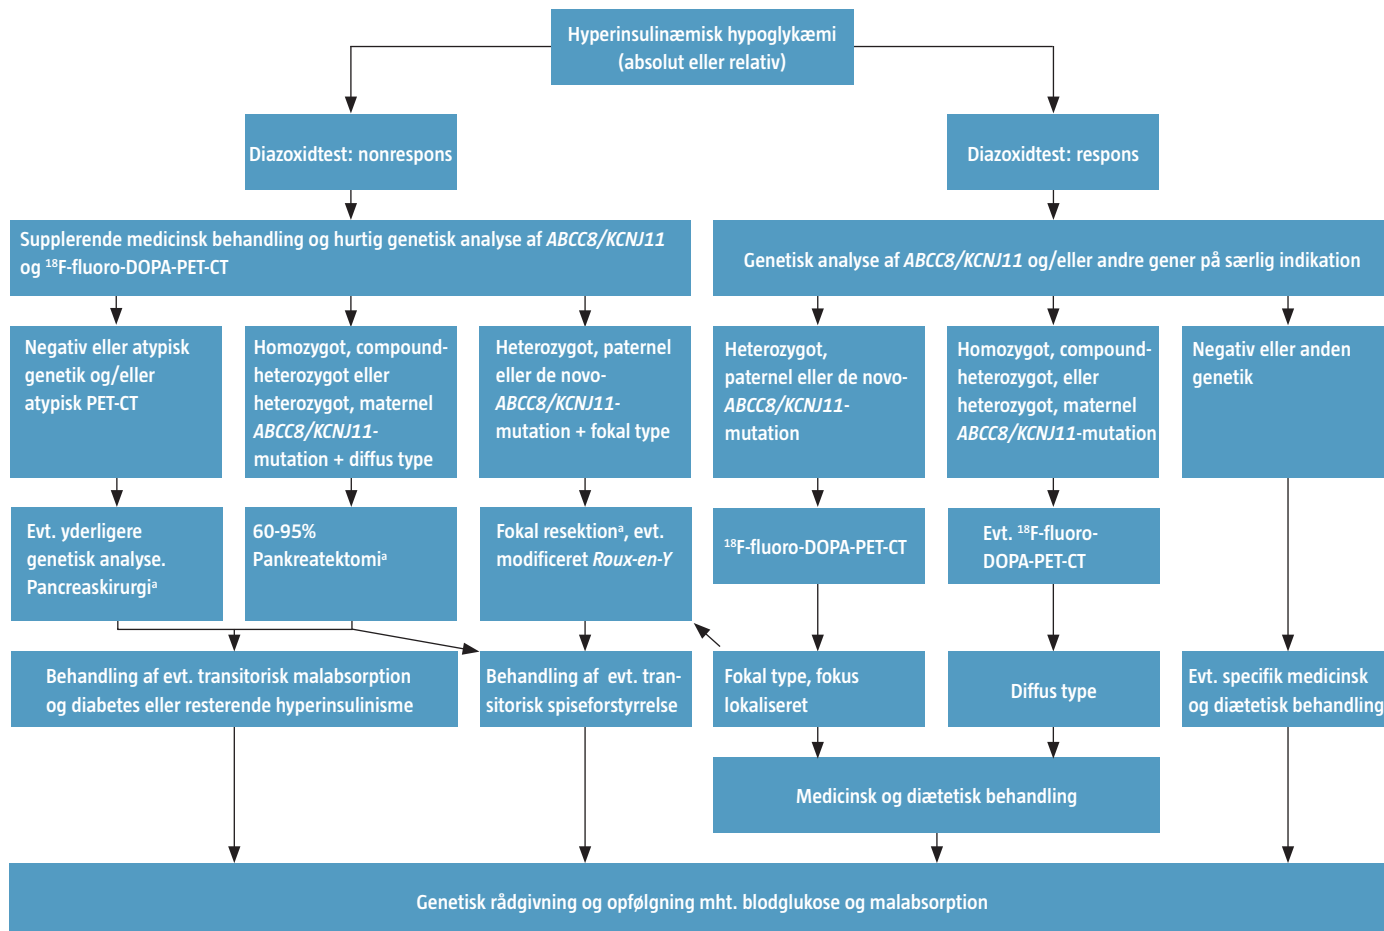 Hyperinsulinæmisk hypoglykæmi
(absolut eller relativ)
Diazoxidtest: nonrespons
Diazoxidtest: respons
Supplerende medicinsk behandling og hurtig genetisk analyse af ABCC8/KCNJ11
og ¹⁸F-fluoro-DOPA-PET-CT
Genetisk analyse af ABCC8/KCNJ11 og/eller andre gener på særlig indikation
Negativ eller atypisk
genetik og/eller
atypisk PET-CT
Homozygot, compound-
heterozygot eller
heterozygot, maternel
ABCC8/KCNJ11-
mutation + diffus type
Heterozygot, paternel
eller de novo-
ABCC8/KCNJ11-
mutation + fokal type
Heterozygot,
paternel eller de novo-
ABCC8/KCNJ11-
mutation
Homozygot, compound-
heterozygot, eller
heterozygot, maternel
ABCC8/KCNJ11-mutation
Negativ eller anden
genetik
Evt. yderligere
genetisk analyse.
Pancreaskirurgiᵃ
60-95%
Pankreatektomiᵃ
Fokal resektionᵃ, evt.
modificeret Roux-en-Y
¹⁸F-fluoro-DOPA-PET-CT
Evt. ¹⁸F-fluoro-
DOPA-PET-CT
Behandling af evt. transitorisk malabsorption
og diabetes eller resterende hyperinsulinisme
Behandling af evt. tran-
sitorisk spiseforstyrrelse
Fokal type, fokus
lokaliseret
Diffus type
Evt. specifik medicinsk
og diætetisk behandling
Medicinsk og diætetisk behandling
Genetisk rådgivning og opfølgning mht. blodglukose og malabsorption